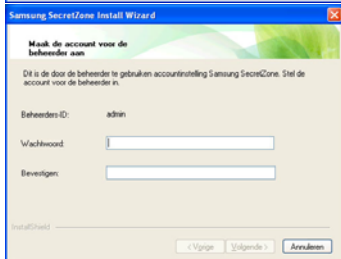 Samsung SecretZone Install Wizard
Maak de account voor de
beheerder aan
Dit is de door de beheerder te gebruiken accountinstelling Samsung SecretZone. Stel de
account voor de beheerder in.
Beheerders-ID: admin
Wachtwoord:
Bevestigen:
InstallShield
< Vorige Volgende > Annuleren